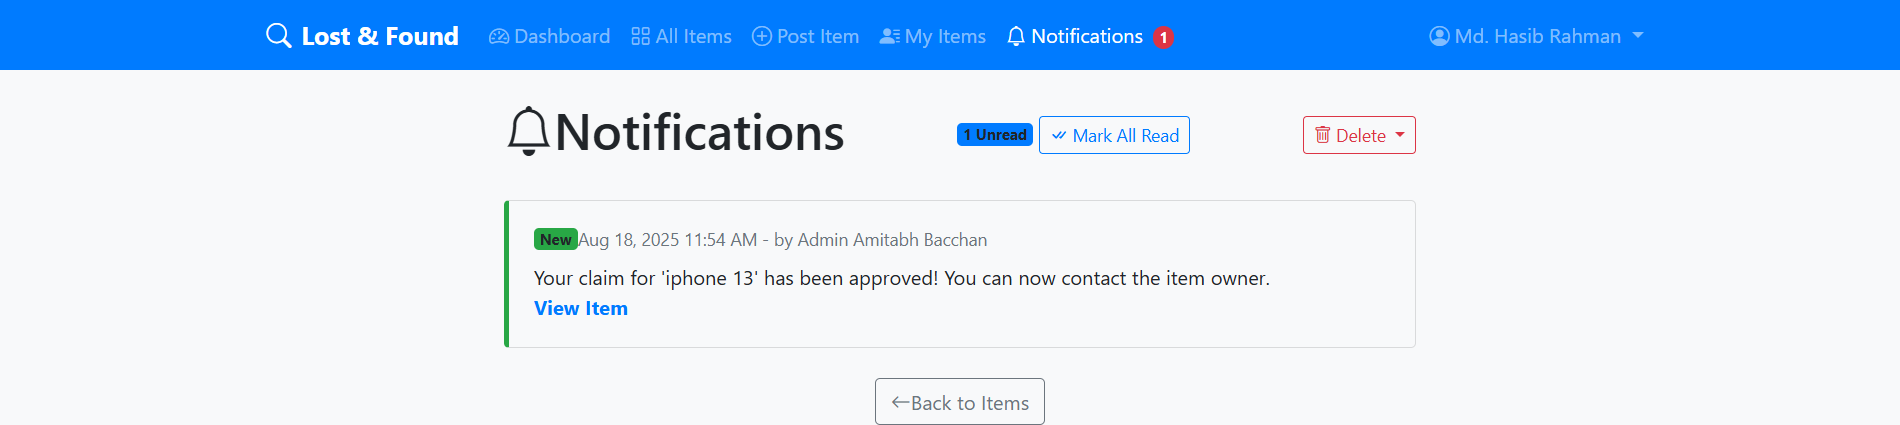 Lost & Found Dashboard All Items Post Item My Items Notifications 1 Md. Hasib Rahman
Notifications 1 Unread Mark All Read Delete
New Aug 18, 2025 11:54 AM - by Admin Amitabh Bacchan
Your claim for 'iphone 13' has been approved! You can now contact the item owner.
View Item
Back to Items